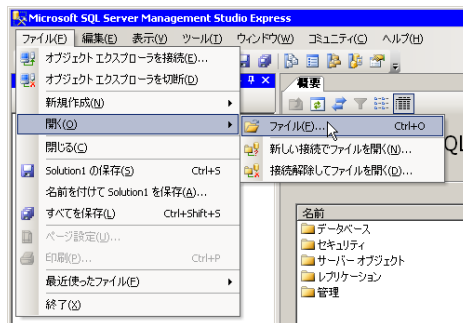 Microsoft SQL Server Management Studio Express
ファイル(F) 編集(E) 表示(V) ツール(T) ウィンドウ(W) コミュニティ(C) ヘルプ(H)
オブジェクト エクスプローラを接続(E)...
オブジェクト エクスプローラを切断(D)...
新規作成(N)
開く(O)
閉じる(C)
Solution1 の保存(S) Ctrl+S
名前を付けて Solution1 を保存(A)...
すべてを保存(L) Ctrl+Shift+S
ページ設定(U)...
印刷(P)... Ctrl+P
最近使ったファイル(F)
終了(X)
ファイル(F)... Ctrl+O
新しい接続でファイルを開く(N)...
接続解除してファイルを開く(D)...
概要
QL
名前
データベース
セキュリティ
サーバー オブジェクト
レプリケーション
管理